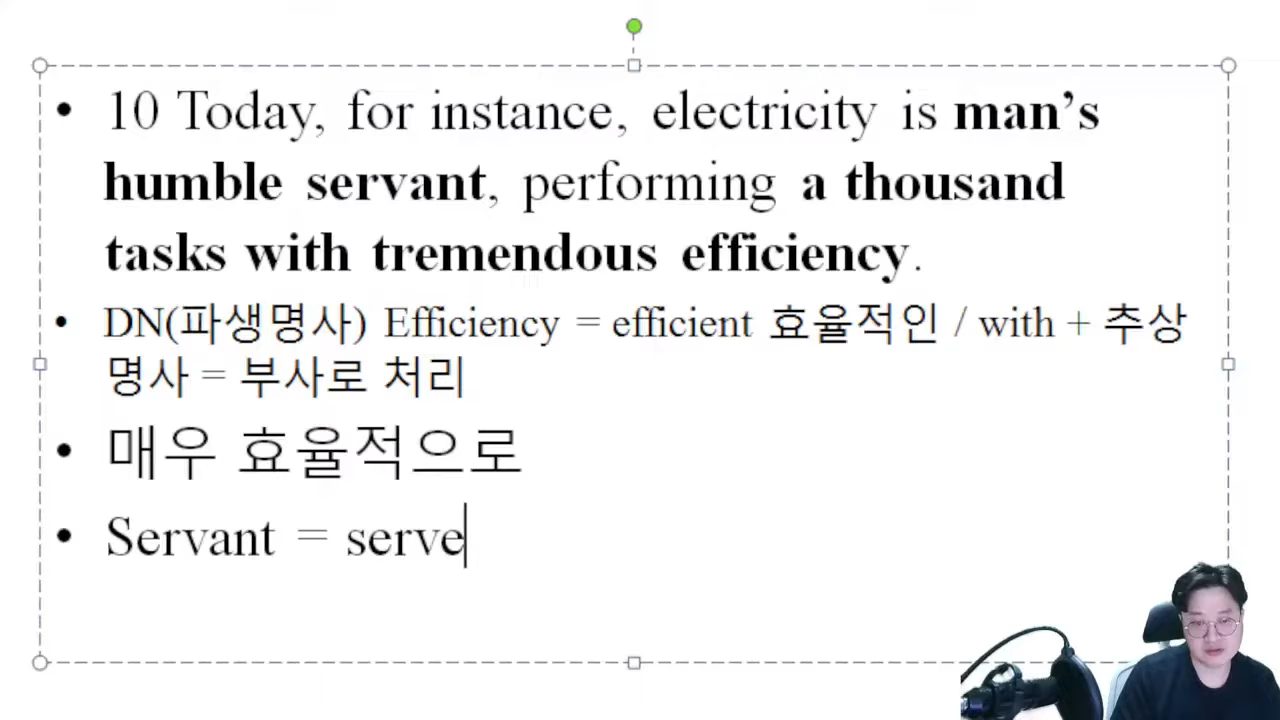 • 10 Today, for instance, electricity is man’s
humble servant, performing a thousand
tasks with tremendous efficiency.
• DN(파생명사) Efficiency = efficient 효율적인 / with + 추상
명사 = 부사로 처리
• 매우 효율적으로
• Servant = serve